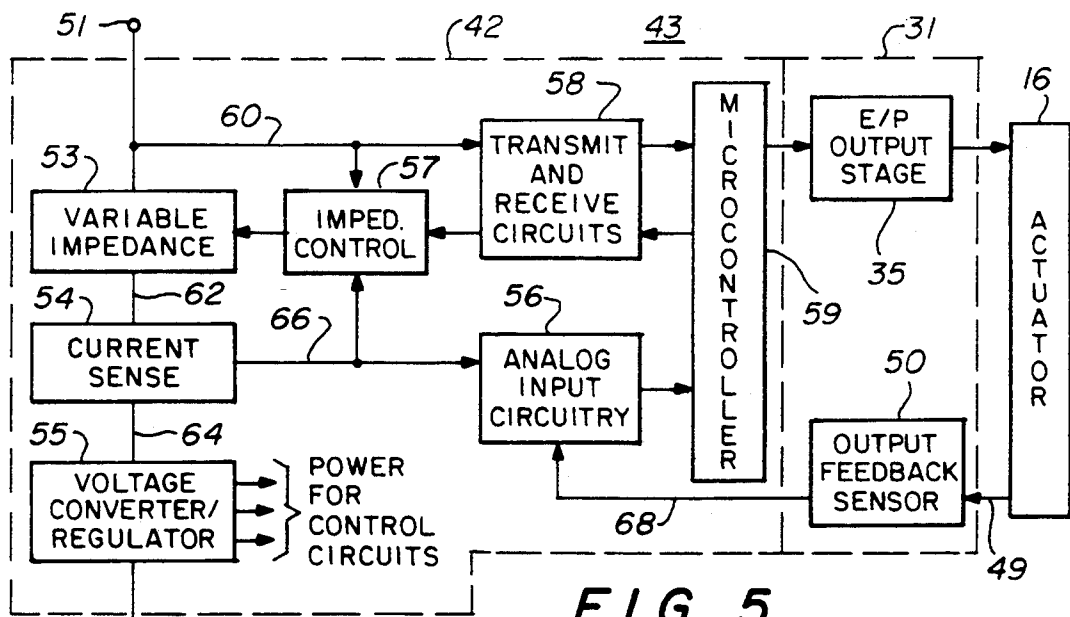 51
42
43
31
58
16
60
57
53
TRANSMIT
AND
RECEIVE
CIRCUITS
MICROCONTROLLER
E/P
OUTPUT
STAGE
35
VARIABLE
IMPEDANCE
IMPED.
CONTROL
59
ACTUATOR
62
54
CURRENT
SENSE
66
56
ANALOG
INPUT
CIRCUITRY
50
OUTPUT
FEEDBACK
SENSOR
64
55
VOLTAGE
CONVERTER/
REGULATOR
POWER
FOR
CONTROL
CIRCUITS
68
49
FIG. 5